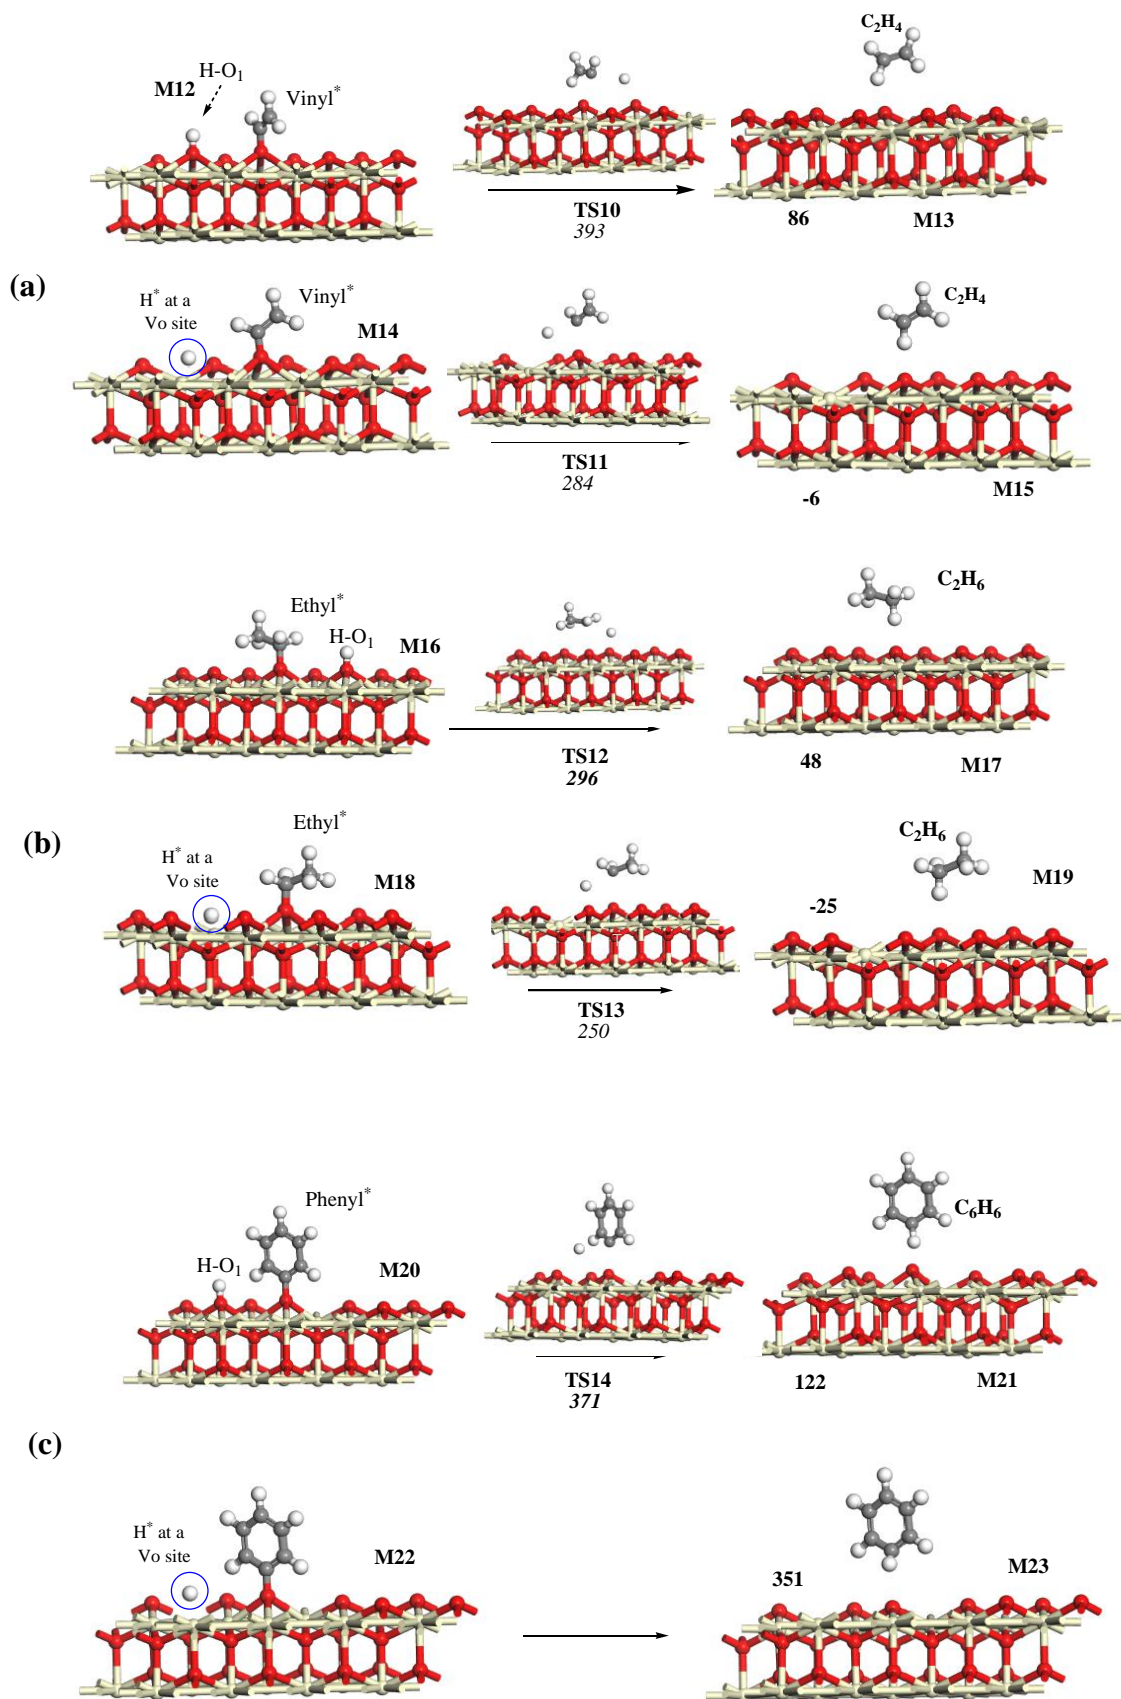 C₂H₄
H-O₁
M12
Vinyl*
TS10
393
86
M13
(a)
H* at a
Vo site
Vinyl*
M14
C₂H₄
TS11
284
-6
M15
Ethyl*
H-O₁
M16
C₂H₆
TS12
296
48
M17
(b)
Ethyl*
H* at a
Vo site
M18
C₂H₆
M19
-25
TS13
250
Phenyl*
H-O₁
M20
C₆H₆
TS14
371
122
M21
(c)
H* at a
Vo site
M22
351
M23